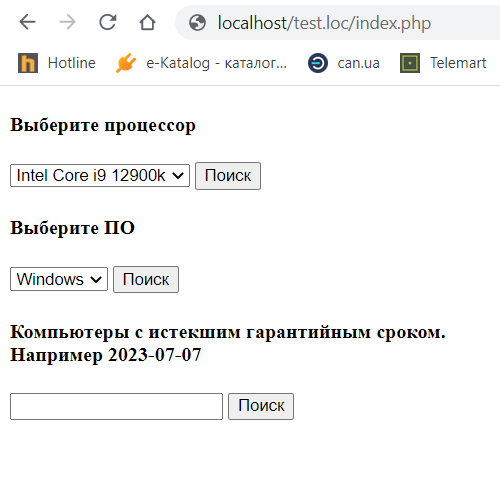 localhost/test.loc/index.php
Hotline e-Katalog - каталог... can.ua Telemart
Выберите процессор
Intel Core i9 12900k Поиск
Выберите ПО
Windows Поиск
Компьютеры с истекшим гарантийным сроком.
Например 2023-07-07
Поиск